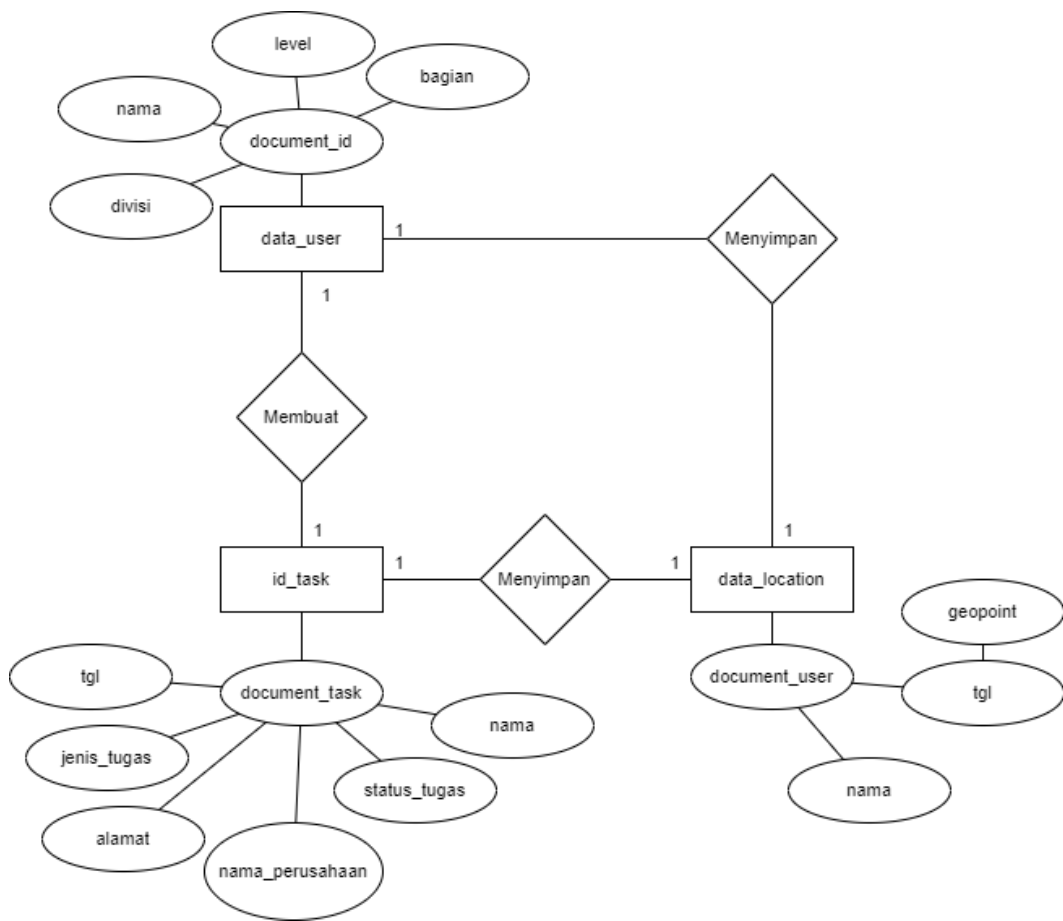 level
bagian
nama
document_id
divisi
data_user
1
Menyimpan
1
Membuat
1
1
id_task
1
Menyimpan
1
data_location
geopoint
document_user
tgl
tgl
document_task
nama
jenis_tugas
status_tugas
nama
alamat
nama_perusahaan